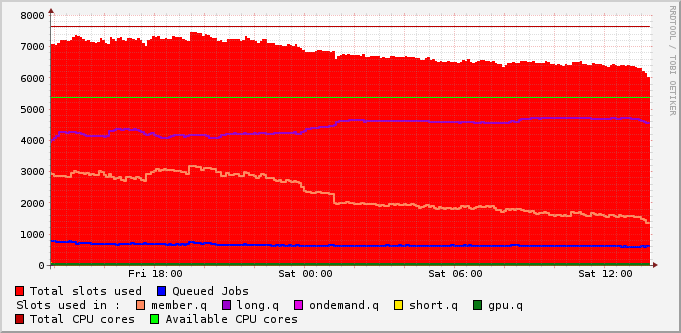 8000
7000
6000
5000
4000
3000
2000
1000
0
Fri 18:00 Sat 00:00 Sat 06:00 Sat 12:00
Total slots used Queued Jobs
Slots used in : member.q long.q ondemand.q short.q gpu.q
Total CPU cores Available CPU cores
RRDTOOL / TOBI OETIKER